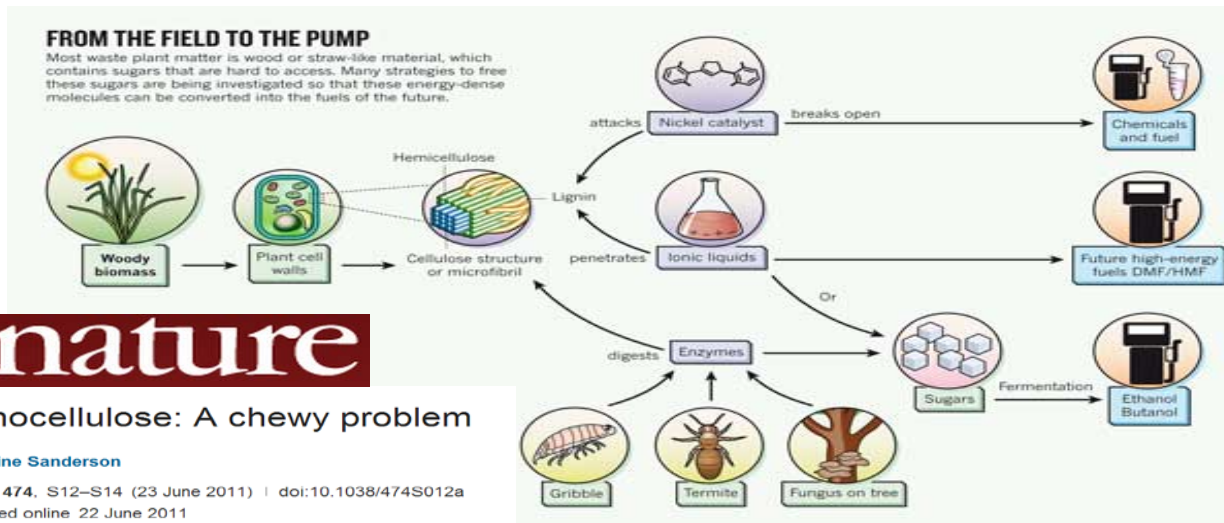 FROM THE FIELD TO THE PUMP
Most waste plant matter is wood or straw-like material, which
contains sugars that are hard to access. Many strategies to free
these sugars are being investigated so that these energy-dense
molecules can be converted into the fuels of the future.
attacks
Nickel catalyst
breaks open
Chemicals
and fuel
Hemicellulose
Lignin
Woody
biomass
Plant cell
walls
Cellulose structure
or microfibril
penetrates
Ionic liquids
Future high-energy
fuels DMF/HMF
Or
digests
Enzymes
Sugars
Fermentation
Ethanol
Butanol
Gribble
Termite
Fungus on tree
nature
nocellulose: A chewy problem
ine Sanderson
474, S12–S14 (23 June 2011) | doi:10.1038/474S012a
ed online 22 June 2011